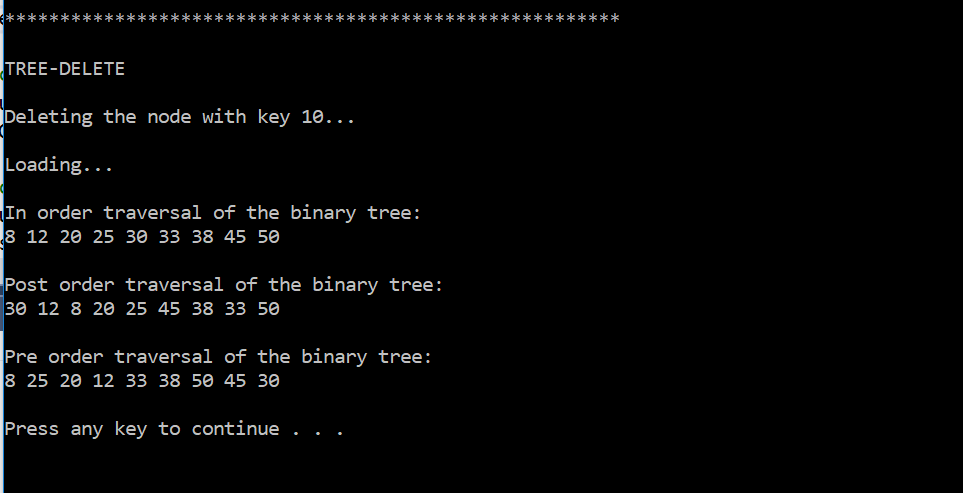 ********************************************************
TREE-DELETE
Deleting the node with key 10...
Loading...
In order traversal of the binary tree:
8 12 20 25 30 33 38 45 50
Post order traversal of the binary tree:
30 12 8 20 25 45 38 33 50
Pre order traversal of the binary tree:
8 25 20 12 33 38 50 45 30
Press any key to continue . . .